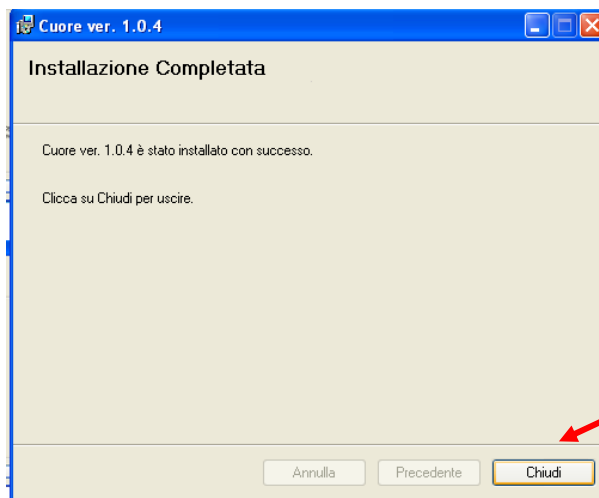 Cuore ver. 1.0.4
Installazione Completata
Cuore ver. 1.0.4 è stato installato con successo.
Clicca su Chiudi per uscire.
Annulla Precedente Chiudi